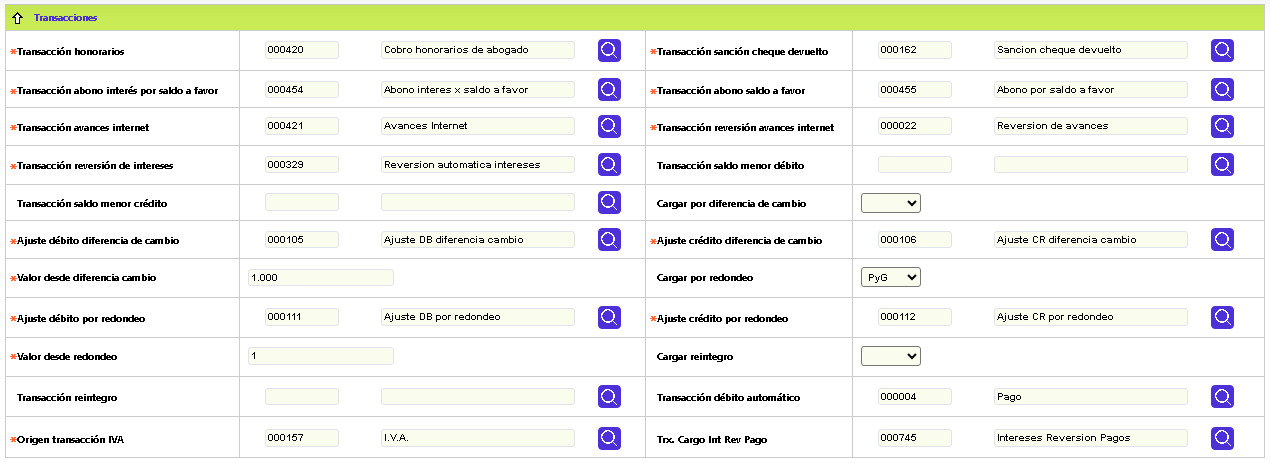 Transacciones
*Transacción honorarios 000420 Cobro honorarios de abogado *Transacción sanción cheque devuelto 000162 Sancion cheque devuelto
*Transacción abono interés por saldo a favor 000454 Abono interes x saldo a favor *Transacción abono saldo a favor 000455 Abono por saldo a favor
*Transacción avances internet 000421 Avances Internet *Transacción reversión avances internet 000022 Reversion de avances
*Transacción reversión de intereses 000329 Reversion automatica intereses Transacción saldo menor débito
Transacción saldo menor crédito Cargar por diferencia de cambio
*Ajuste débito diferencia de cambio 000105 Ajuste DB diferencia cambio *Ajuste crédito diferencia de cambio 000106 Ajuste CR diferencia cambio
*Valor desde diferencia cambio 1.000 Cargar por redondeo PyG
*Ajuste débito por redondeo 000111 Ajuste DB por redondeo *Ajuste crédito por redondeo 000112 Ajuste CR por redondeo
*Valor desde redondeo 1 Cargar reintegro
Transacción reintegro Transacción débito automático 000004 Pago
*Origen transacción IVA 000157 I.V.A. Trx. Cargo Int Rev Pago 000745 Intereses Reversion Pagos